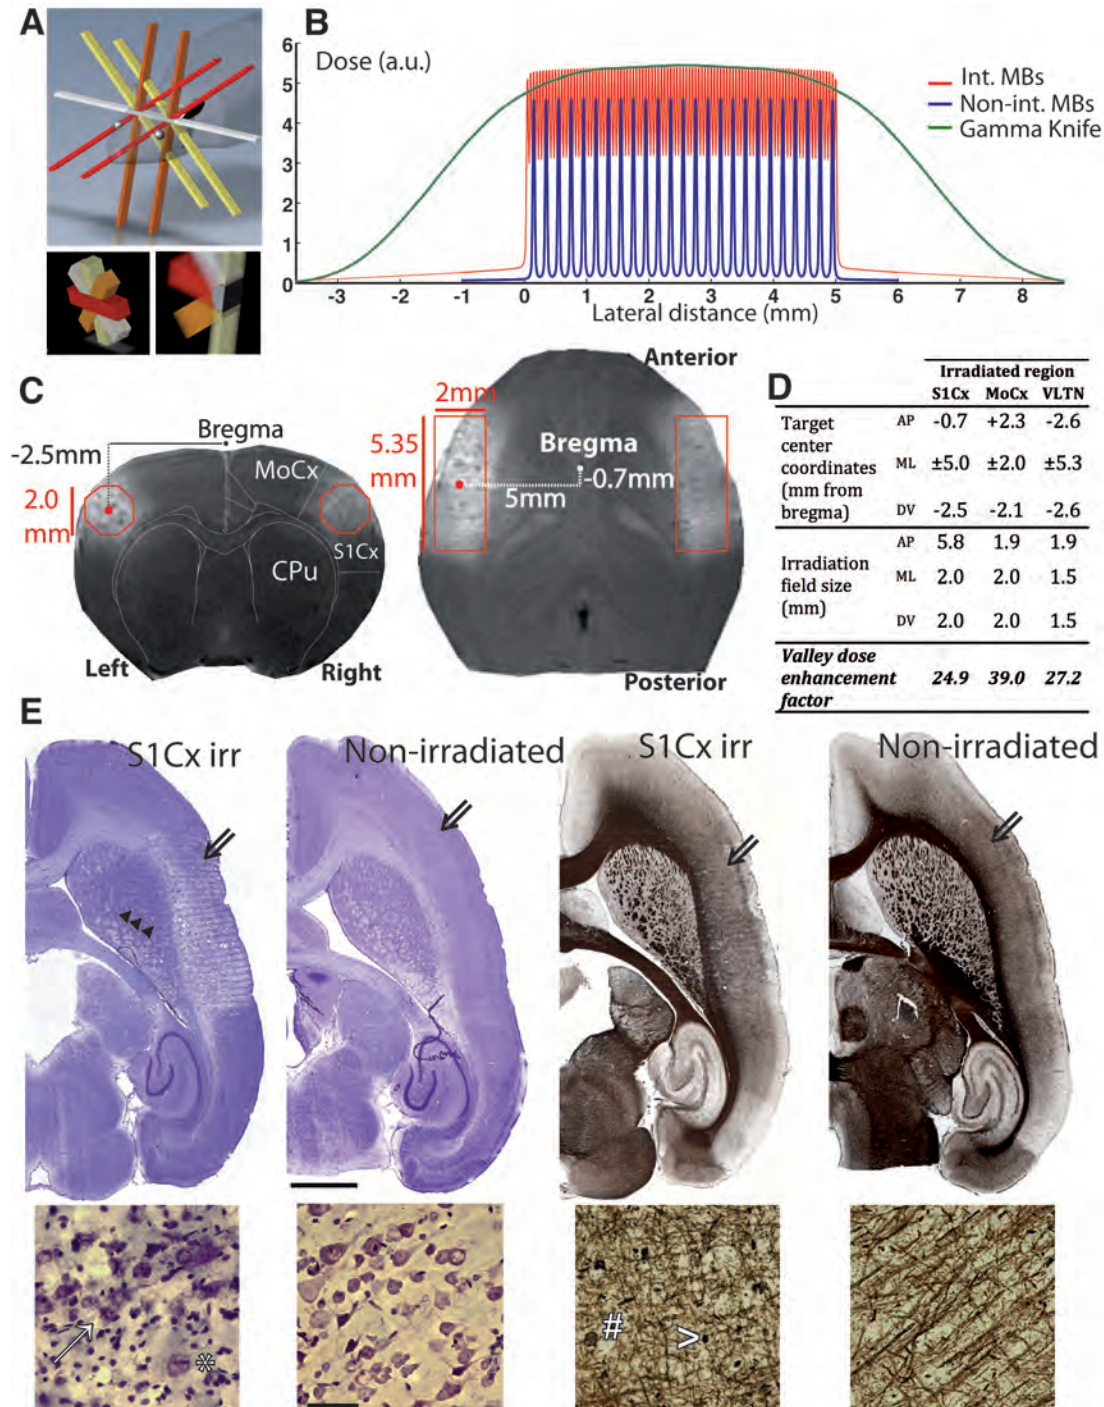 A
B
Dose (a.u.)
6
5
4
3
2
1
0
-3
-2
-1
0
1
2
3
4
5
6
7
8
Lateral distance (mm)
Int. MBs
Non-int. MBs
Gamma Knife
C
Bregma
-2.5mm
MoCx
2.0
mm
S1Cx
CPu
Left
Right
Anterior
2mm
5.35
mm
Bregma
-0.7mm
5mm
Posterior
D
Irradiated region
S1Cx MoCx VLTN
Target
center
coordinates
(mm from
bregma)
AP -0.7 +2.3 -2.6
ML ±5.0 ±2.0 ±5.3
DV -2.5 -2.1 -2.6
Irradiation
field size
(mm)
AP 5.8 1.9 1.9
ML 2.0 2.0 1.5
DV 2.0 2.0 1.5
Valley dose
enhancement
factor
24.9 39.0 27.2
E
S1Cx irr
Non-irradiated
S1Cx irr
Non-irradiated
*
#
>